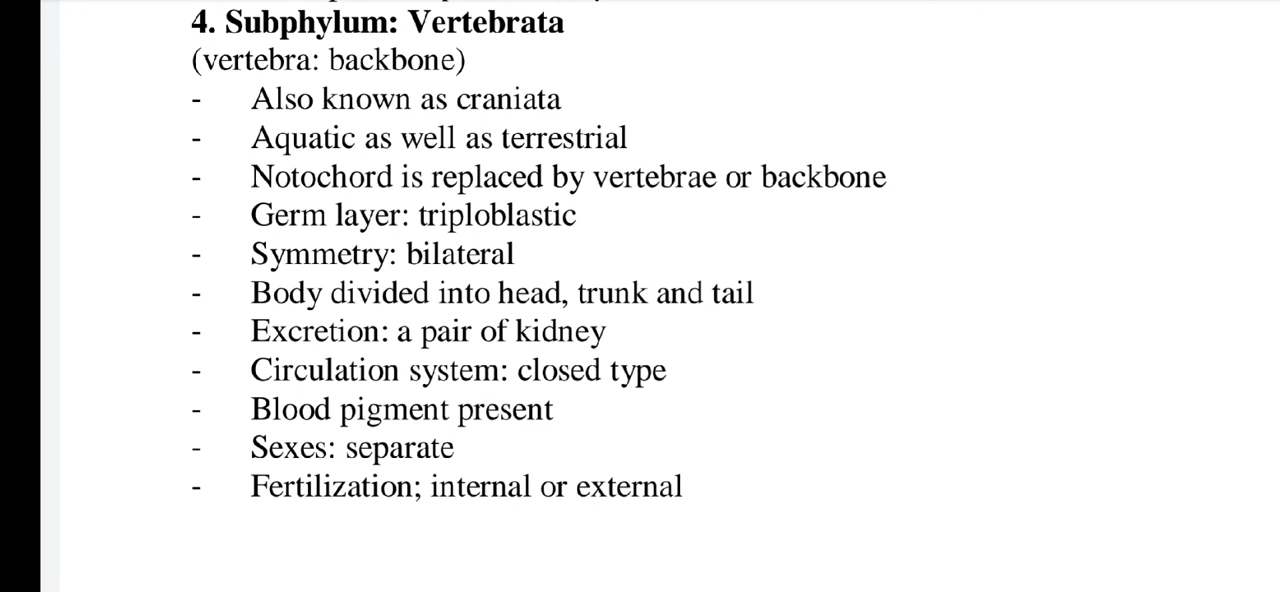 4. Subphylum: Vertebrata
(vertebra: backbone)
- Also known as craniata
- Aquatic as well as terrestrial
- Notochord is replaced by vertebrae or backbone
- Germ layer: triploblastic
- Symmetry: bilateral
- Body divided into head, trunk and tail
- Excretion: a pair of kidney
- Circulation system: closed type
- Blood pigment present
- Sexes: separate
- Fertilization; internal or external